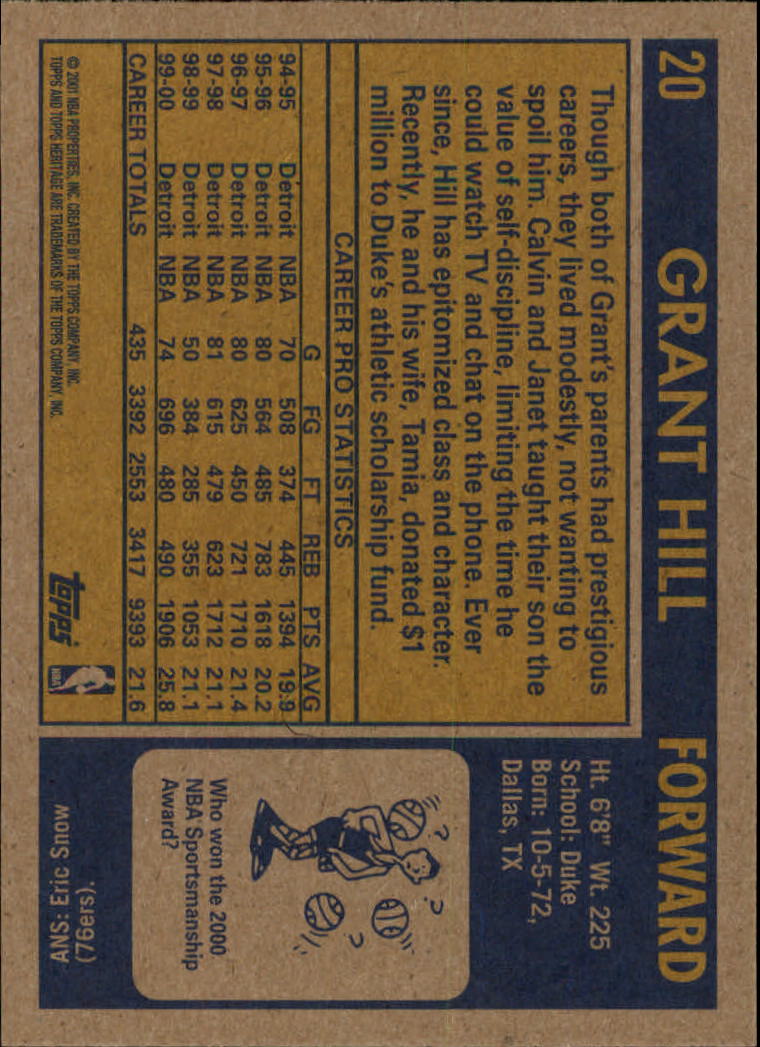 20 GRANT HILL FORWARD
Though both of Grant's parents had prestigious
careers, they lived modestly, not wanting to
spoil him. Calvin and Janet taught their son the
value of self-discipline, limiting the time he
could watch TV and chat on the phone. Ever
since, Hill has epitomized class and character.
Recently, he and his wife, Tamia, donated $1
million to Duke's athletic scholarship fund.
CAREER PRO STATISTICS
G FG FT REB PTS AVG
94-95 Detroit NBA 70 508 374 445 1394 19.9
95-96 Detroit NBA 80 564 485 783 1618 20.2
96-97 Detroit NBA 80 625 450 721 1710 21.4
97-98 Detroit NBA 81 615 479 623 1712 21.1
98-99 Detroit NBA 50 384 285 355 1053 21.1
99-00 Detroit NBA 74 696 480 490 1906 25.8
CAREER TOTALS 435 3392 2553 3417 9393 21.6
© 2001 NBA PROPERTIES, INC. CREATED BY THE TOPPS COMPANY, INC.
TOPPS AND TOPPS HERITAGE ARE TRADEMARKS OF THE TOPPS COMPANY, INC.
topps
NBA
Ht. 6'8" Wt. 225
School: Duke
Born: 10-5-72,
Dallas, TX
? ? ?
Who won the 2000
NBA Sportsmanship
Award?
ANS: Eric Snow
(76ers).